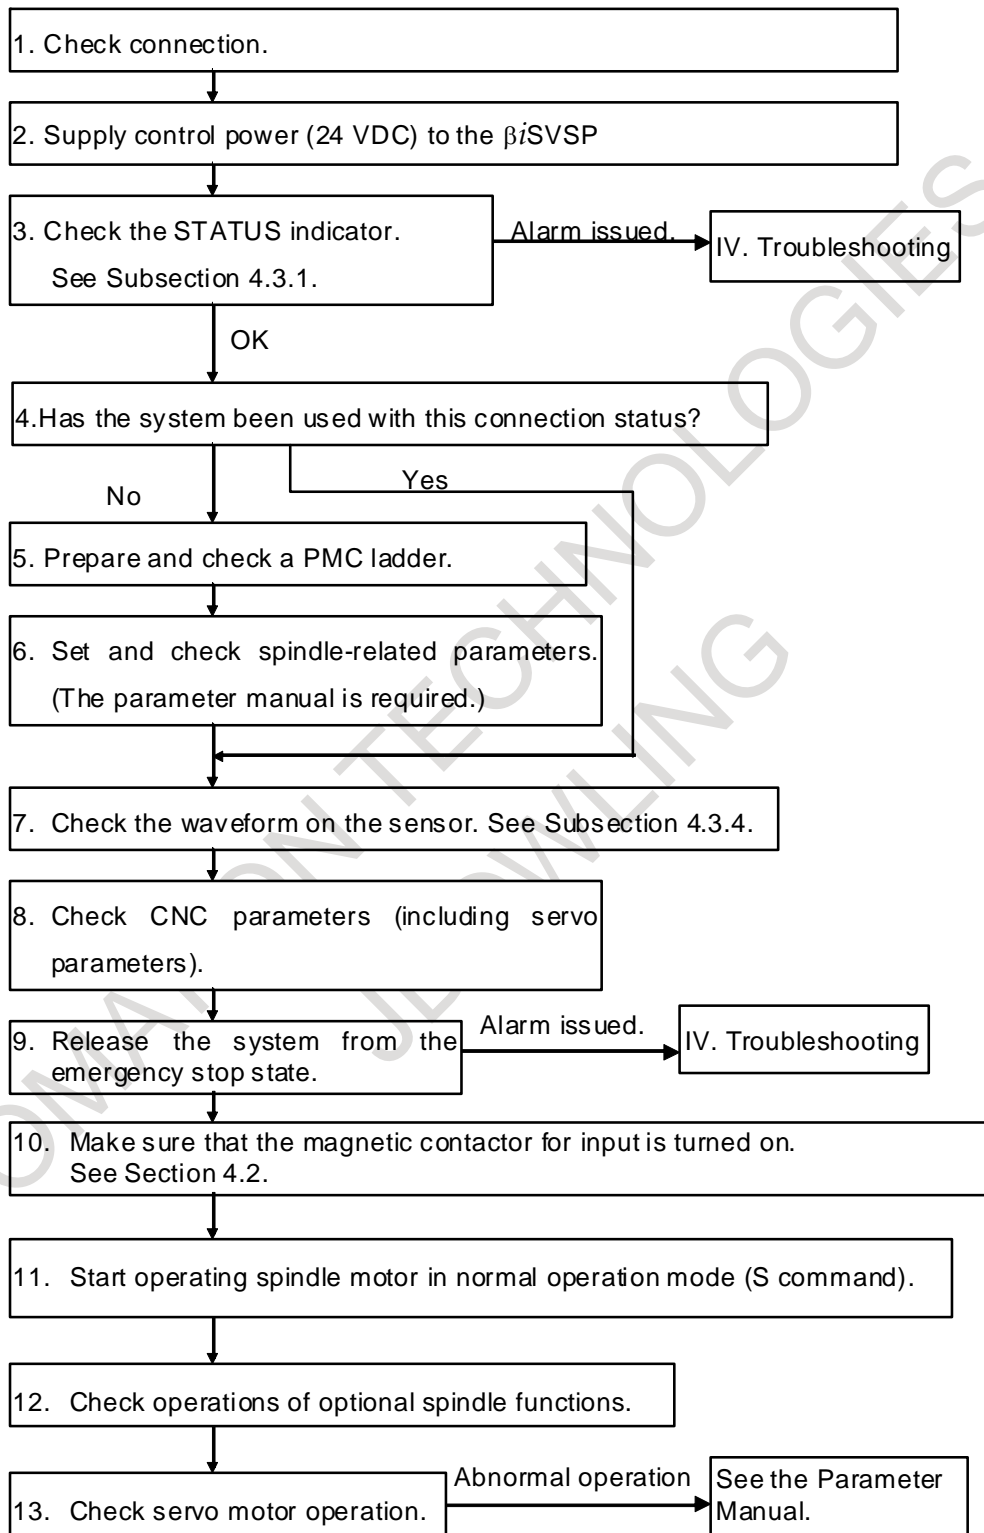 1. Check connection.
2. Supply control power (24 VDC) to the βiSVSP
3. Check the STATUS indicator.
See Subsection 4.3.1.
Alarm issued.
IV. Troubleshooting
OK
4.Has the system been used with this connection status?
No
Yes
5. Prepare and check a PMC ladder.
6. Set and check spindle-related parameters.
(The parameter manual is required.)
7. Check the waveform on the sensor. See Subsection 4.3.4.
8. Check CNC parameters (including servo
parameters).
9. Release the system from the
emergency stop state.
Alarm issued.
IV. Troubleshooting
10. Make sure that the magnetic contactor for input is turned on.
See Section 4.2.
11. Start operating spindle motor in normal operation mode (S command).
12. Check operations of optional spindle functions.
13. Check servo motor operation.
Abnormal operation
See the Parameter
Manual.
OMATION TECHNOLOGIES